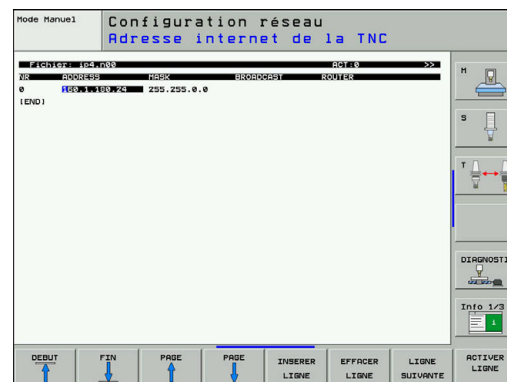 Mode Manuel
Configuration réseau
Adresse internet de la TNC
Fichier: ip4.n00 ACT:0 >>
NR ADDRESS MASK BROADCAST ROUTER
0 160.1.180.24 255.255.0.0
[END]
M
S
T
DIAGNOSTI
Info 1/3
DEBUT
FIN
PAGE
PAGE
INSERER LIGNE
EFFACER LIGNE
LIGNE SUIVANTE
ACTIVER LIGNE